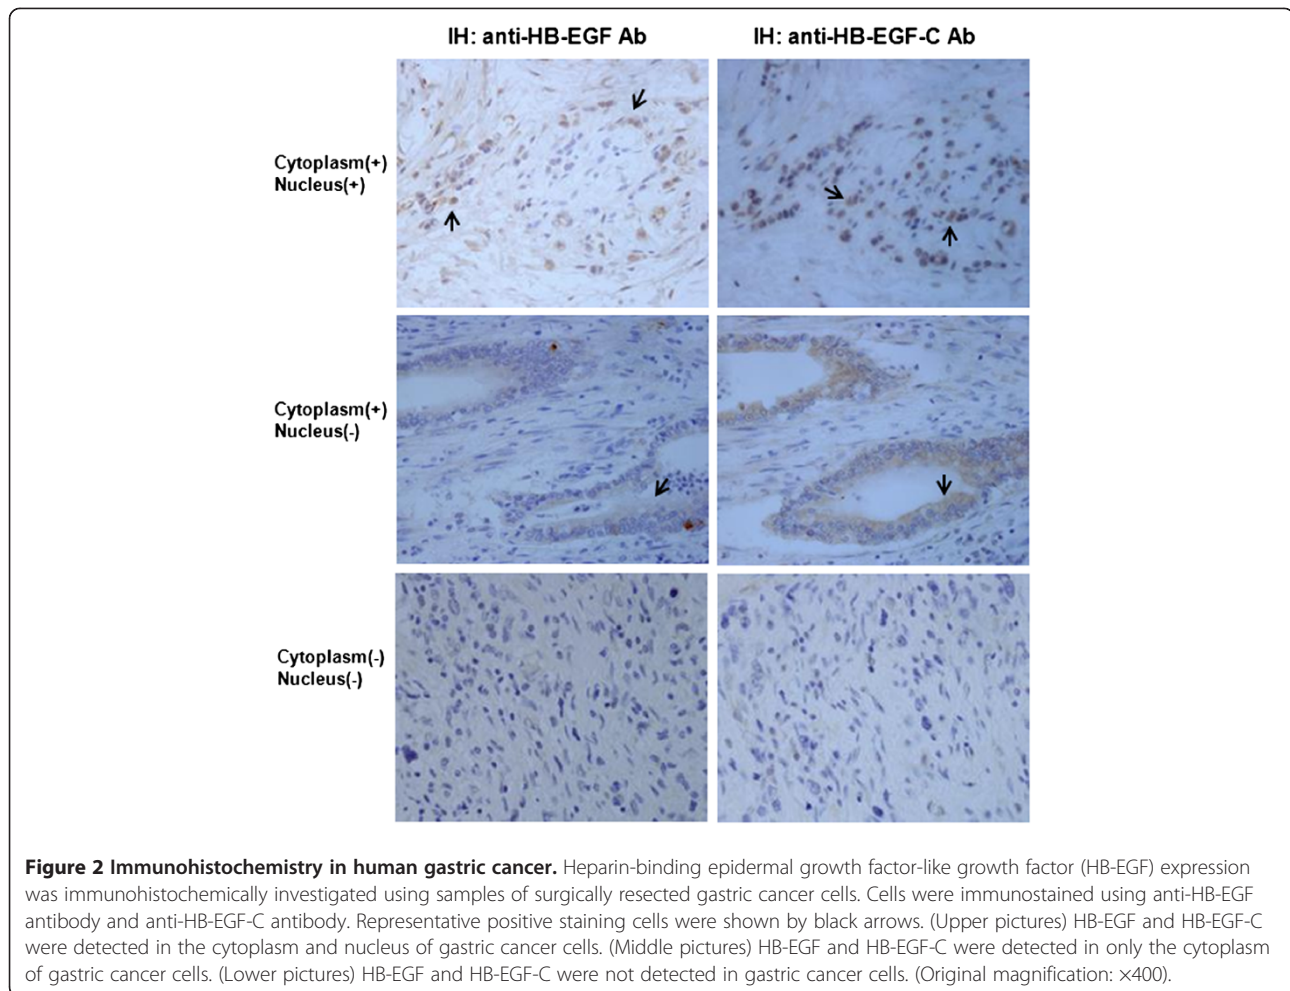 IH: anti-HB-EGF Ab
IH: anti-HB-EGF-C Ab
Cytoplasm(+)
Nucleus(+)
Cytoplasm(+)
Nucleus(-)
Cytoplasm(-)
Nucleus(-)
Figure 2 Immunohistochemistry in human gastric cancer. Heparin-binding epidermal growth factor-like growth factor (HB-EGF) expression
was immunohistochemically investigated using samples of surgically resected gastric cancer cells. Cells were immunostained using anti-HB-EGF
antibody and anti-HB-EGF-C antibody. Representative positive staining cells were shown by black arrows. (Upper pictures) HB-EGF and HB-EGF-C
were detected in the cytoplasm and nucleus of gastric cancer cells. (Middle pictures) HB-EGF and HB-EGF-C were detected in only the cytoplasm
of gastric cancer cells. (Lower pictures) HB-EGF and HB-EGF-C were not detected in gastric cancer cells. (Original magnification: ×400).